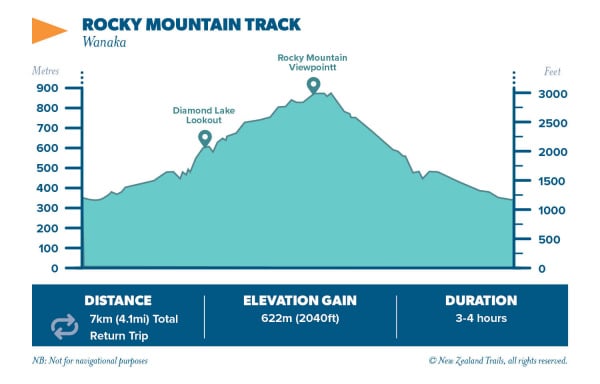 ROCKY MOUNTAIN TRACK
Wanaka
Metres
Feet
Rocky Mountain
Viewpointt
Diamond Lake
Lookout
900
800
700
600
500
400
300
200
100
0
3000
2500
2000
1500
1000
500
0
DISTANCE
7km (4.1mi) Total
Return Trip
ELEVATION GAIN
622m (2040ft)
DURATION
3-4 hours
NB: Not for navigational purposes
© New Zealand Trails, all rights reserved.